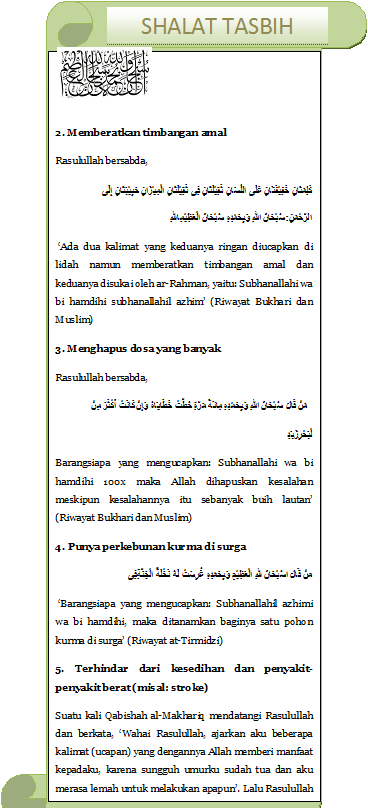 SHALAT TASBIH
2. Memberatkan timbangan amal
Rasulullah bersabda,
كَلِمَتَانِ خَفِيْفَتَانِ عَلَى اللِّسَانِ ثَقِيْلَتَانِ فِى ثَقِيْلَتَانِ الْمِيْزَانِ حَبِيْبَتَانِ إِلَى
الرَّحْمَنِ: سُبْحَانَ اللهِ وَبِحَمْدِهِ سُبْحَانَ الْعَظِيْمِ اللهِ
‘Ada dua kalimat yang keduanya ringan diucapkan di
lidah namun memberatkan timbangan amal dan
keduanya disukai oleh ar-Rahman, yaitu: Subhanallahi wa
bi hamdihi subhanallahil azhim’ (Riwayat Bukhari dan
Muslim)
3. Menghapus dosa yang banyak
Rasulullah bersabda,
مَنْ قَالَ سُبْحَانَ اللهِ وَبِحَمْدِهِ مِائَةَ مَرَّةٍ حُطَّتْ خَطَايَاهُ وَإِنْ كَانَتْ أَكْثَرَ مِنْ
Barangsiapa yang mengucapkan: Subhanallahi wa bi
hamdihi 100x maka Allah dihapuskan kesalahan
meskipun kesalahannya itu sebanyak buih lautan’
(Riwayat Bukhari dan Muslim)
4. Punya perkebunan kurma di surga
مَنْ قَالَ سُبْحَانَ اللهِ الْعَظِيْمِ وَبِحَمْدِهِ غُرِسَتْ لَهُ نَخْلَةٌ
‘Barangsiapa yang mengucapkan: Subhanallahil azhimi
wa bi hamdihi, maka ditanamkan baginya satu pohon
kurma di surga’ (Riwayat at-Tirmidzi)
5. Terhindar dari kesedihan dan penyakit-
penyakit berat (misal: stroke)
Suatu kali Qabishah al-Makhariq mendatangi Rasulullah
dan berkata, ‘Wahai Rasulullah, ajarkan aku beberapa
kalimat (ucapan) yang dengannya Allah memberi manfaat
kepadaku, karena sungguh umurku sudah tua dan aku
merasa lemah untuk melakukan apapun’. Lalu Rasulullah